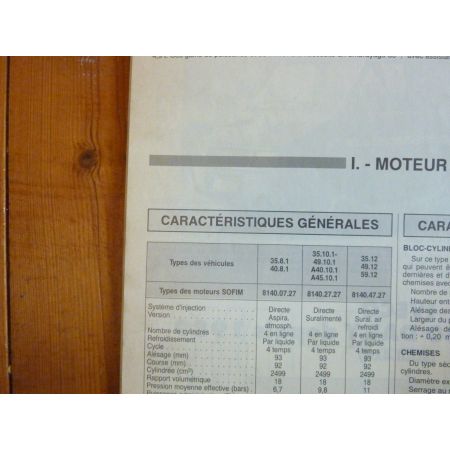 I. - MOTEUR
CARACTÉRISTIQUES GÉNÉRALES
Types des véhicules 35.8.1 40.8.1 35.10.1- 49.10.1 A40.10.1 A45.10.1 35.12 49.12 59.12
Types des moteurs SOFIM 8140.07.27 8140.27.27 8140.47.27
Système d'injection Directe Directe Directe
Version Aspira. Suralimenté Sural. air
atmosph. refroidi
Nombre de cylindres 4 en ligne 4 en ligne 4 en ligne
Refroidissement Par liquide Par liquide Par liquide
Cycle 4 temps 4 temps 4 temps
Alésage (mm) 93 93 93
Course (mm) 92 92 92
Cylindrée (cm³) 2499 2499 2499
Rapport volumétrique 18 18 18
Pression moyenne effective (bars) 6,7 9,8 11
CARA
BLOC-CYLIN
Sur ce type
qui peuvent ê
dernières et d
chemises avec
Nombre de
Hauteur entr
Alésage des
Largeur du p
Alésage de
tion : + 0,20 m
CHEMISES
Du type sec
cylindres.
Diamètre ex
Serrage au